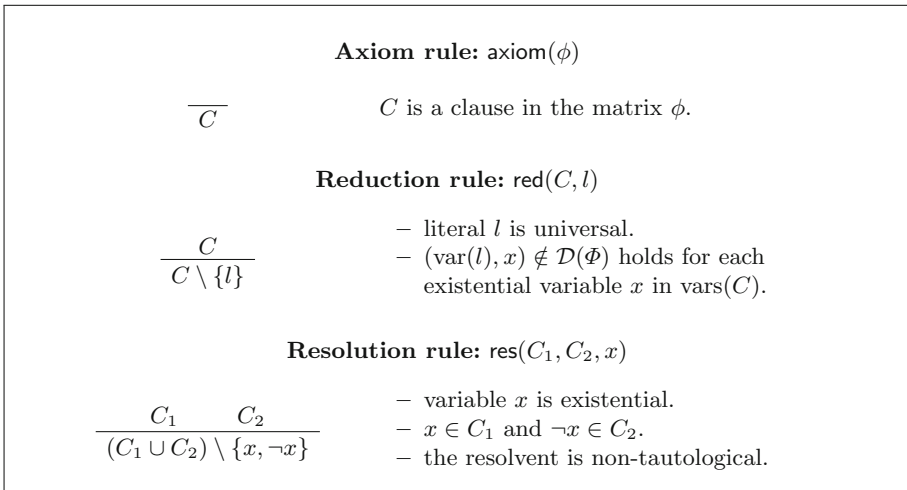 Axiom rule: axiom(ϕ)
C
C is a clause in the matrix ϕ.
Reduction rule: red(C, l)
C
C \ {l}
– literal l is universal.
– (var(l), x) ∉ 𝒟(Φ) holds for each
existential variable x in vars(C).
Resolution rule: res(C₁, C₂, x)
C₁ C₂
(C₁ ∪ C₂) \ {x, ¬x}
– variable x is existential.
– x ∈ C₁ and ¬x ∈ C₂.
– the resolvent is non-tautological.